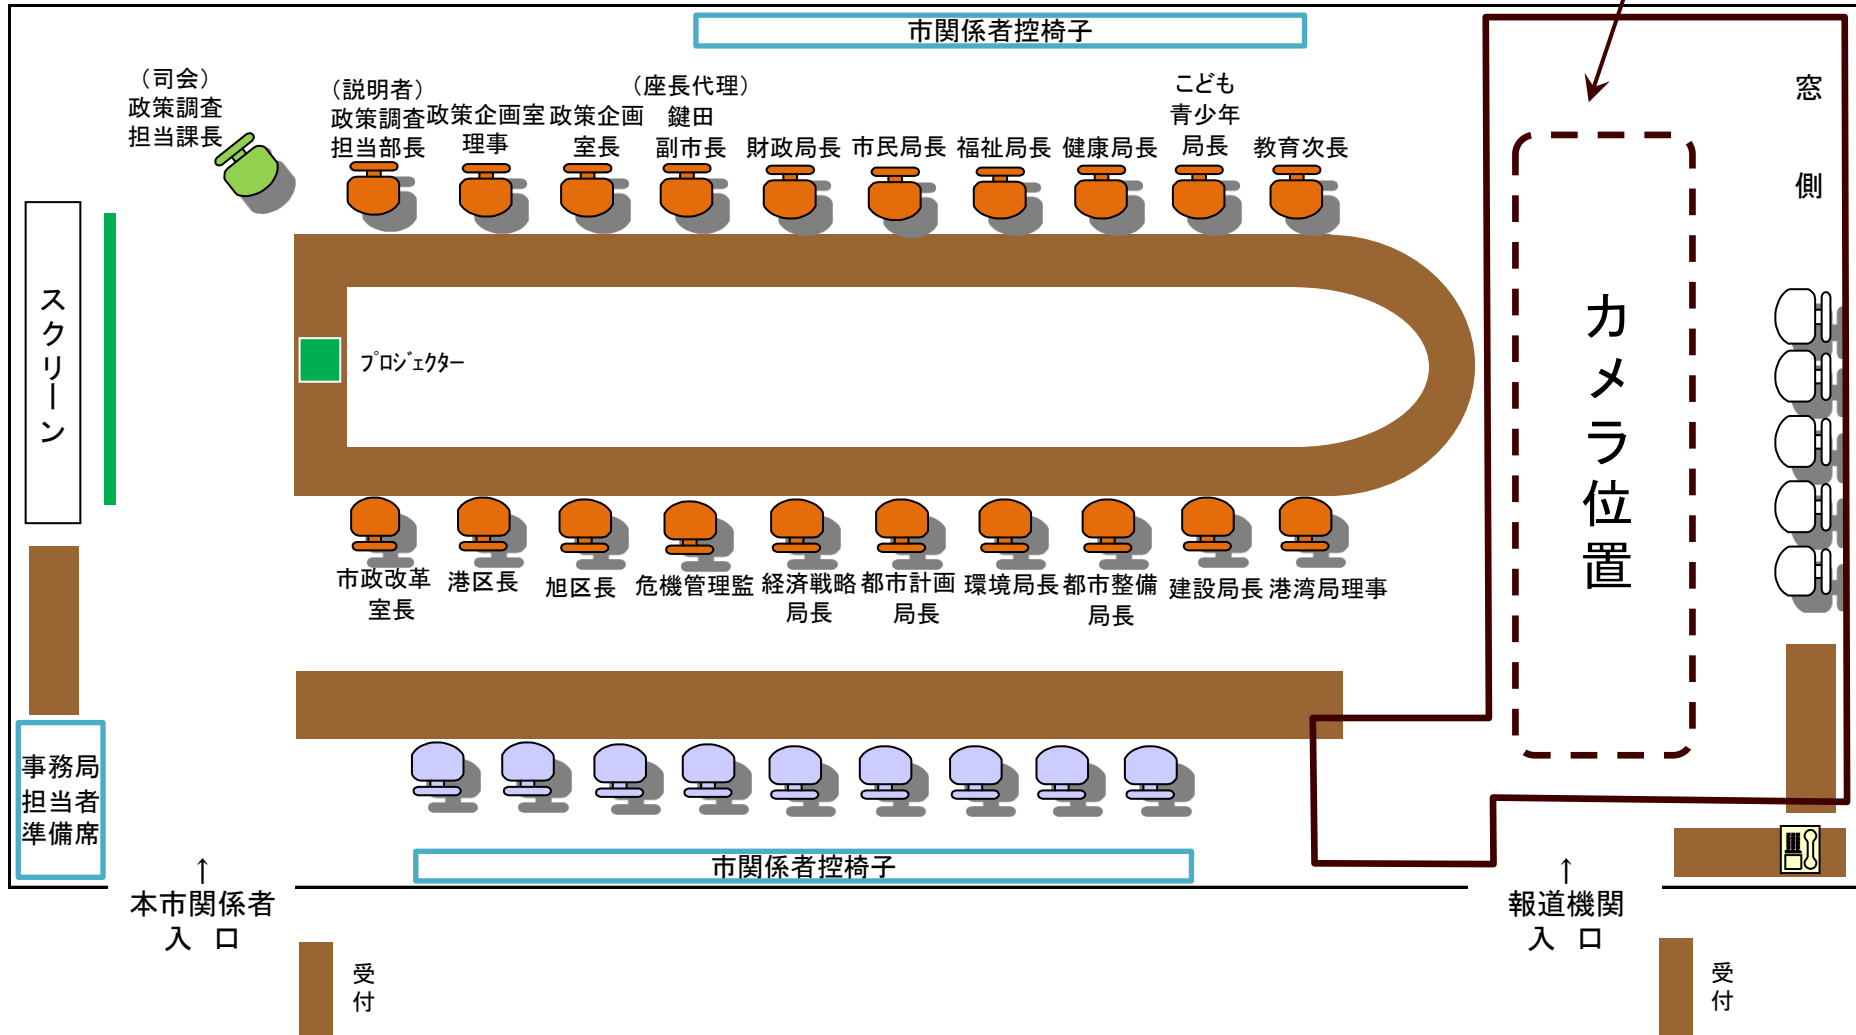 市関係者控椅子
（司会）
政策調査
担当課長
（説明者）
政策調査
担当部長
政策企画室
理事
政策企画
室長
（座長代理）
鍵田
副市長
財政局長
市民局長
福祉局長
健康局長
こども
青少年
局長
教育次長
窓
側
スクリーン
プロジェクター
カメラ位置
市政改革
室長
港区長
旭区長
危機管理監
経済戦略
局長
都市計画
局長
環境局長
都市整備
局長
建設局長
港湾局理事
事務局
担当者
準備席
市関係者控椅子
↑
本市関係者
入　口
↑
報道機関
入　口
受
付
受
付